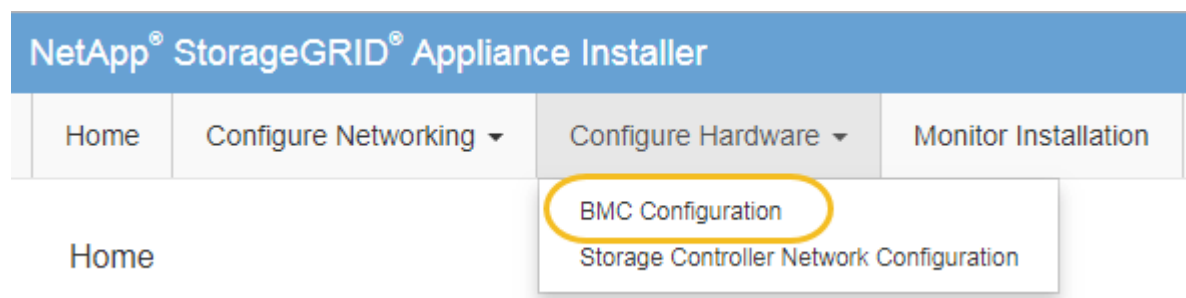 NetApp® StorageGRID® Appliance Installer
Home Configure Networking Configure Hardware Monitor Installation
BMC Configuration
Home
Storage Controller Network Configuration